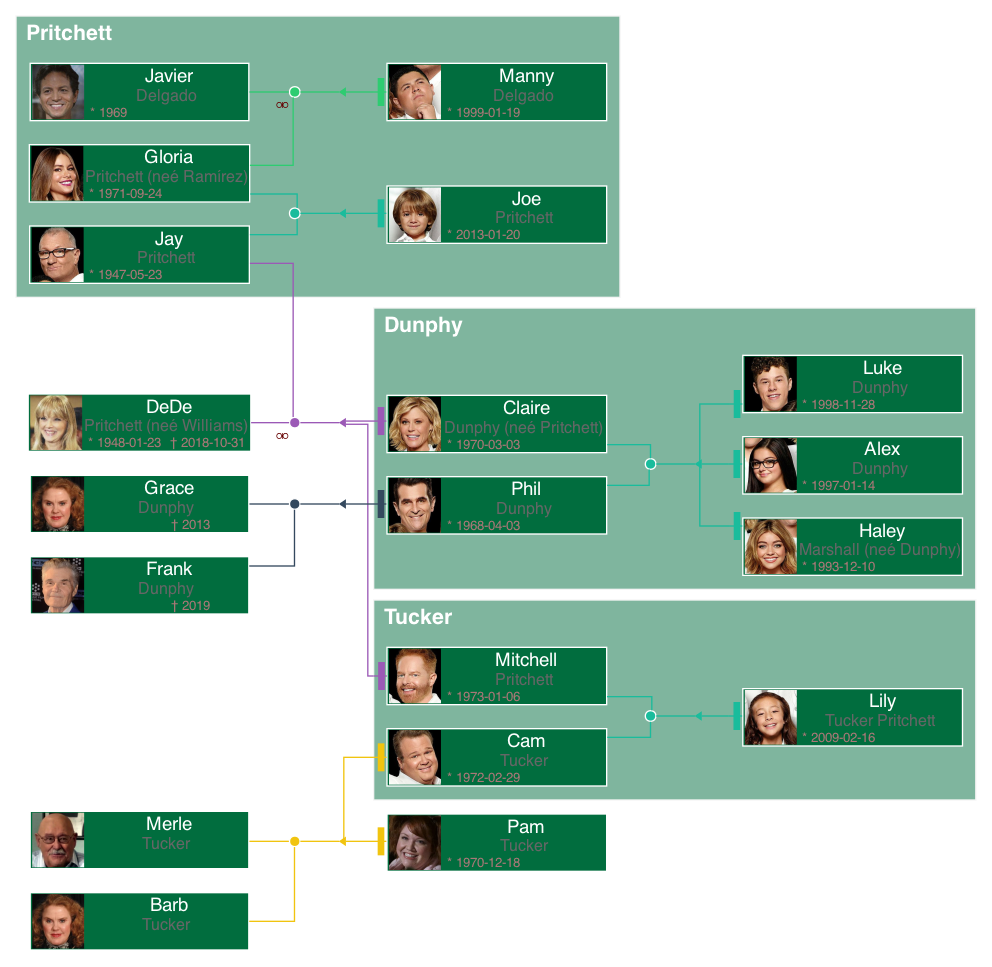 Pritchett
Javier
Delgado
* 1969
Manny
Delgado
* 1999-01-19
Gloria
Pritchett (neé Ramirez)
* 1971-09-24
Joe
Pritchett
* 2013-01-20
Jay
Pritchett
* 1947-05-23
Dunphy
Luke
Dunphy
* 1998-11-28
DeDe
Pritchett (neé Williams)
* 1948-01-23 † 2018-10-31
Claire
Dunphy (neé Pritchett)
* 1970-03-03
Alex
Dunphy
* 1997-01-14
Grace
Dunphy
† 2013
Phil
Dunphy
* 1968-04-03
Haley
Marshall (neé Dunphy)
* 1993-12-10
Frank
Dunphy
† 2019
Tucker
Mitchell
Pritchett
* 1973-01-06
Lily
Tucker Pritchett
* 2009-02-16
Cam
Tucker
* 1972-02-29
Merle
Tucker
Pam
Tucker
* 1970-12-18
Barb
Tucker